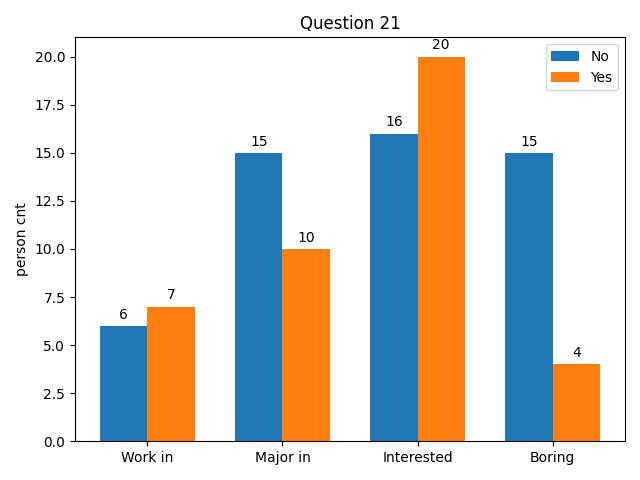 Question 21
No
Yes
person cnt
20.0
17.5
15.0
12.5
10.0
7.5
5.0
2.5
0.0
6
7
15
10
16
20
15
4
Work in
Major in
Interested
Boring